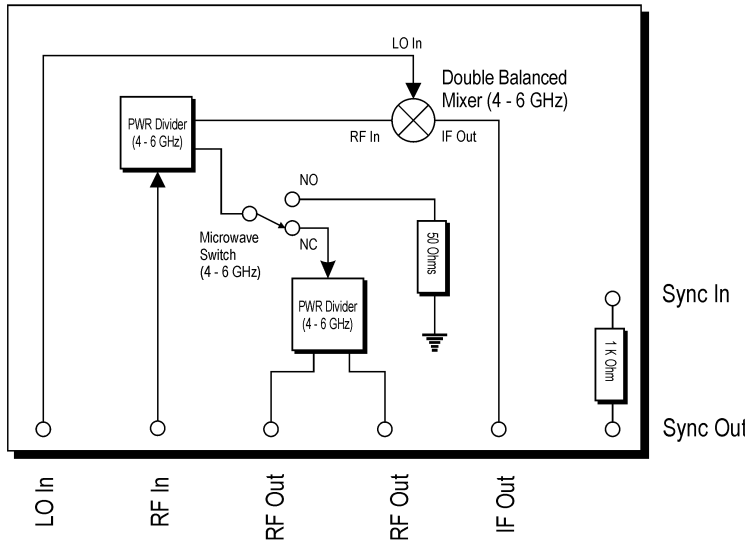 LO In
Double Balanced
Mixer (4 - 6 GHz)
PWR Divider
(4 - 6 GHz)
RF In
IF Out
NO
Microwave
Switch
(4 - 6 GHz)
NC
50 Ohms
PWR Divider
(4 - 6 GHz)
Sync In
1 K Ohm
Sync Out
LO In
RF In
RF Out
RF Out
IF Out